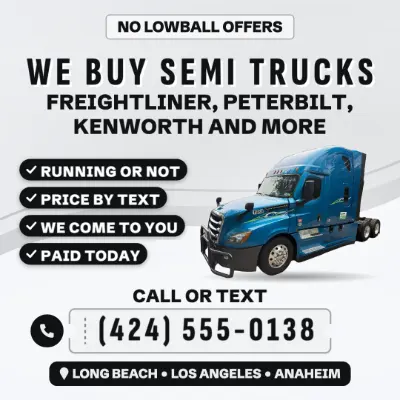 NO LOWBALL OFFERS
WE BUY SEMI TRUCKS
FREIGHTLINER, PETERBILT,
KENWORTH AND MORE
RUNNING OR NOT
PRICE BY TEXT
WE COME TO YOU
PAID TODAY
CALL OR TEXT
(424) 555-0138
LONG BEACH • LOS ANGELES • ANAHEIM